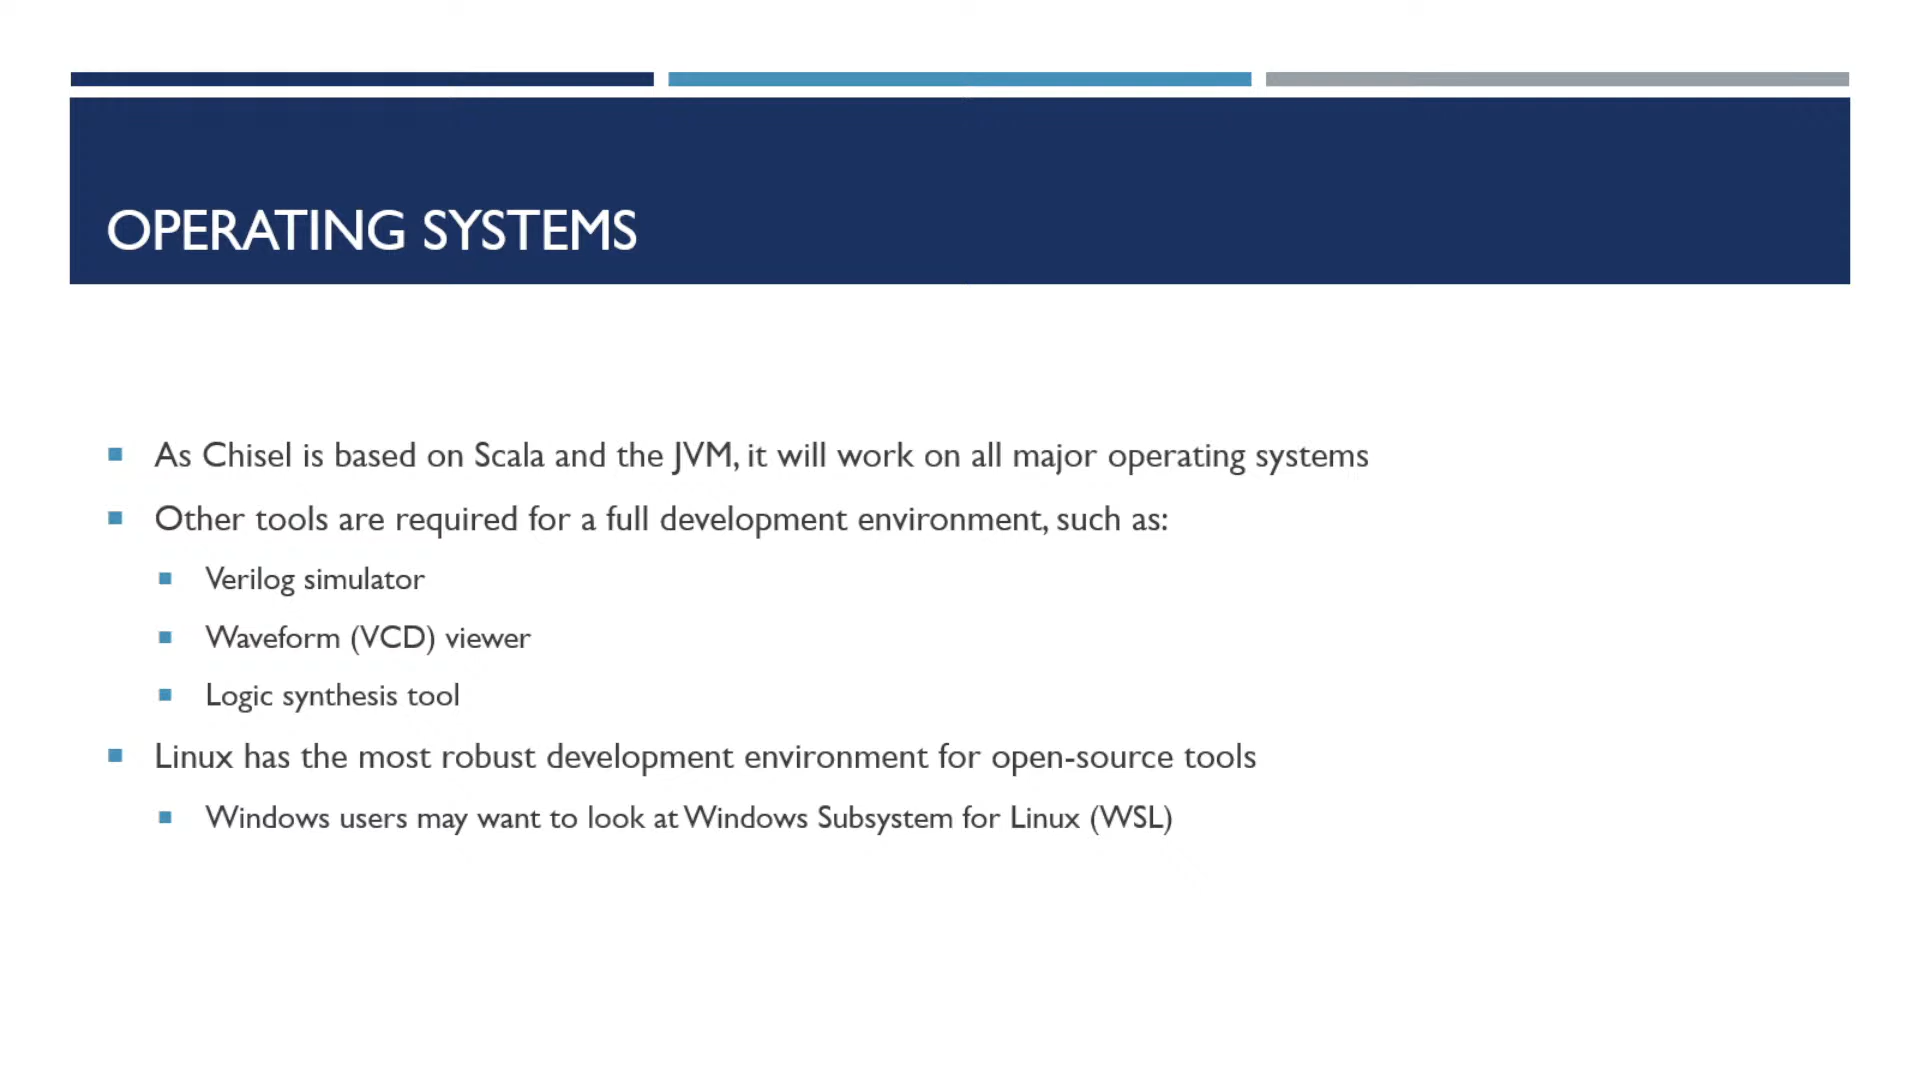 OPERATING SYSTEMS
As Chisel is based on Scala and the JVM, it will work on all major operating systems
Other tools are required for a full development environment, such as:
Verilog simulator
Waveform (VCD) viewer
Logic synthesis tool
Linux has the most robust development environment for open-source tools
Windows users may want to look at Windows Subsystem for Linux (WSL)